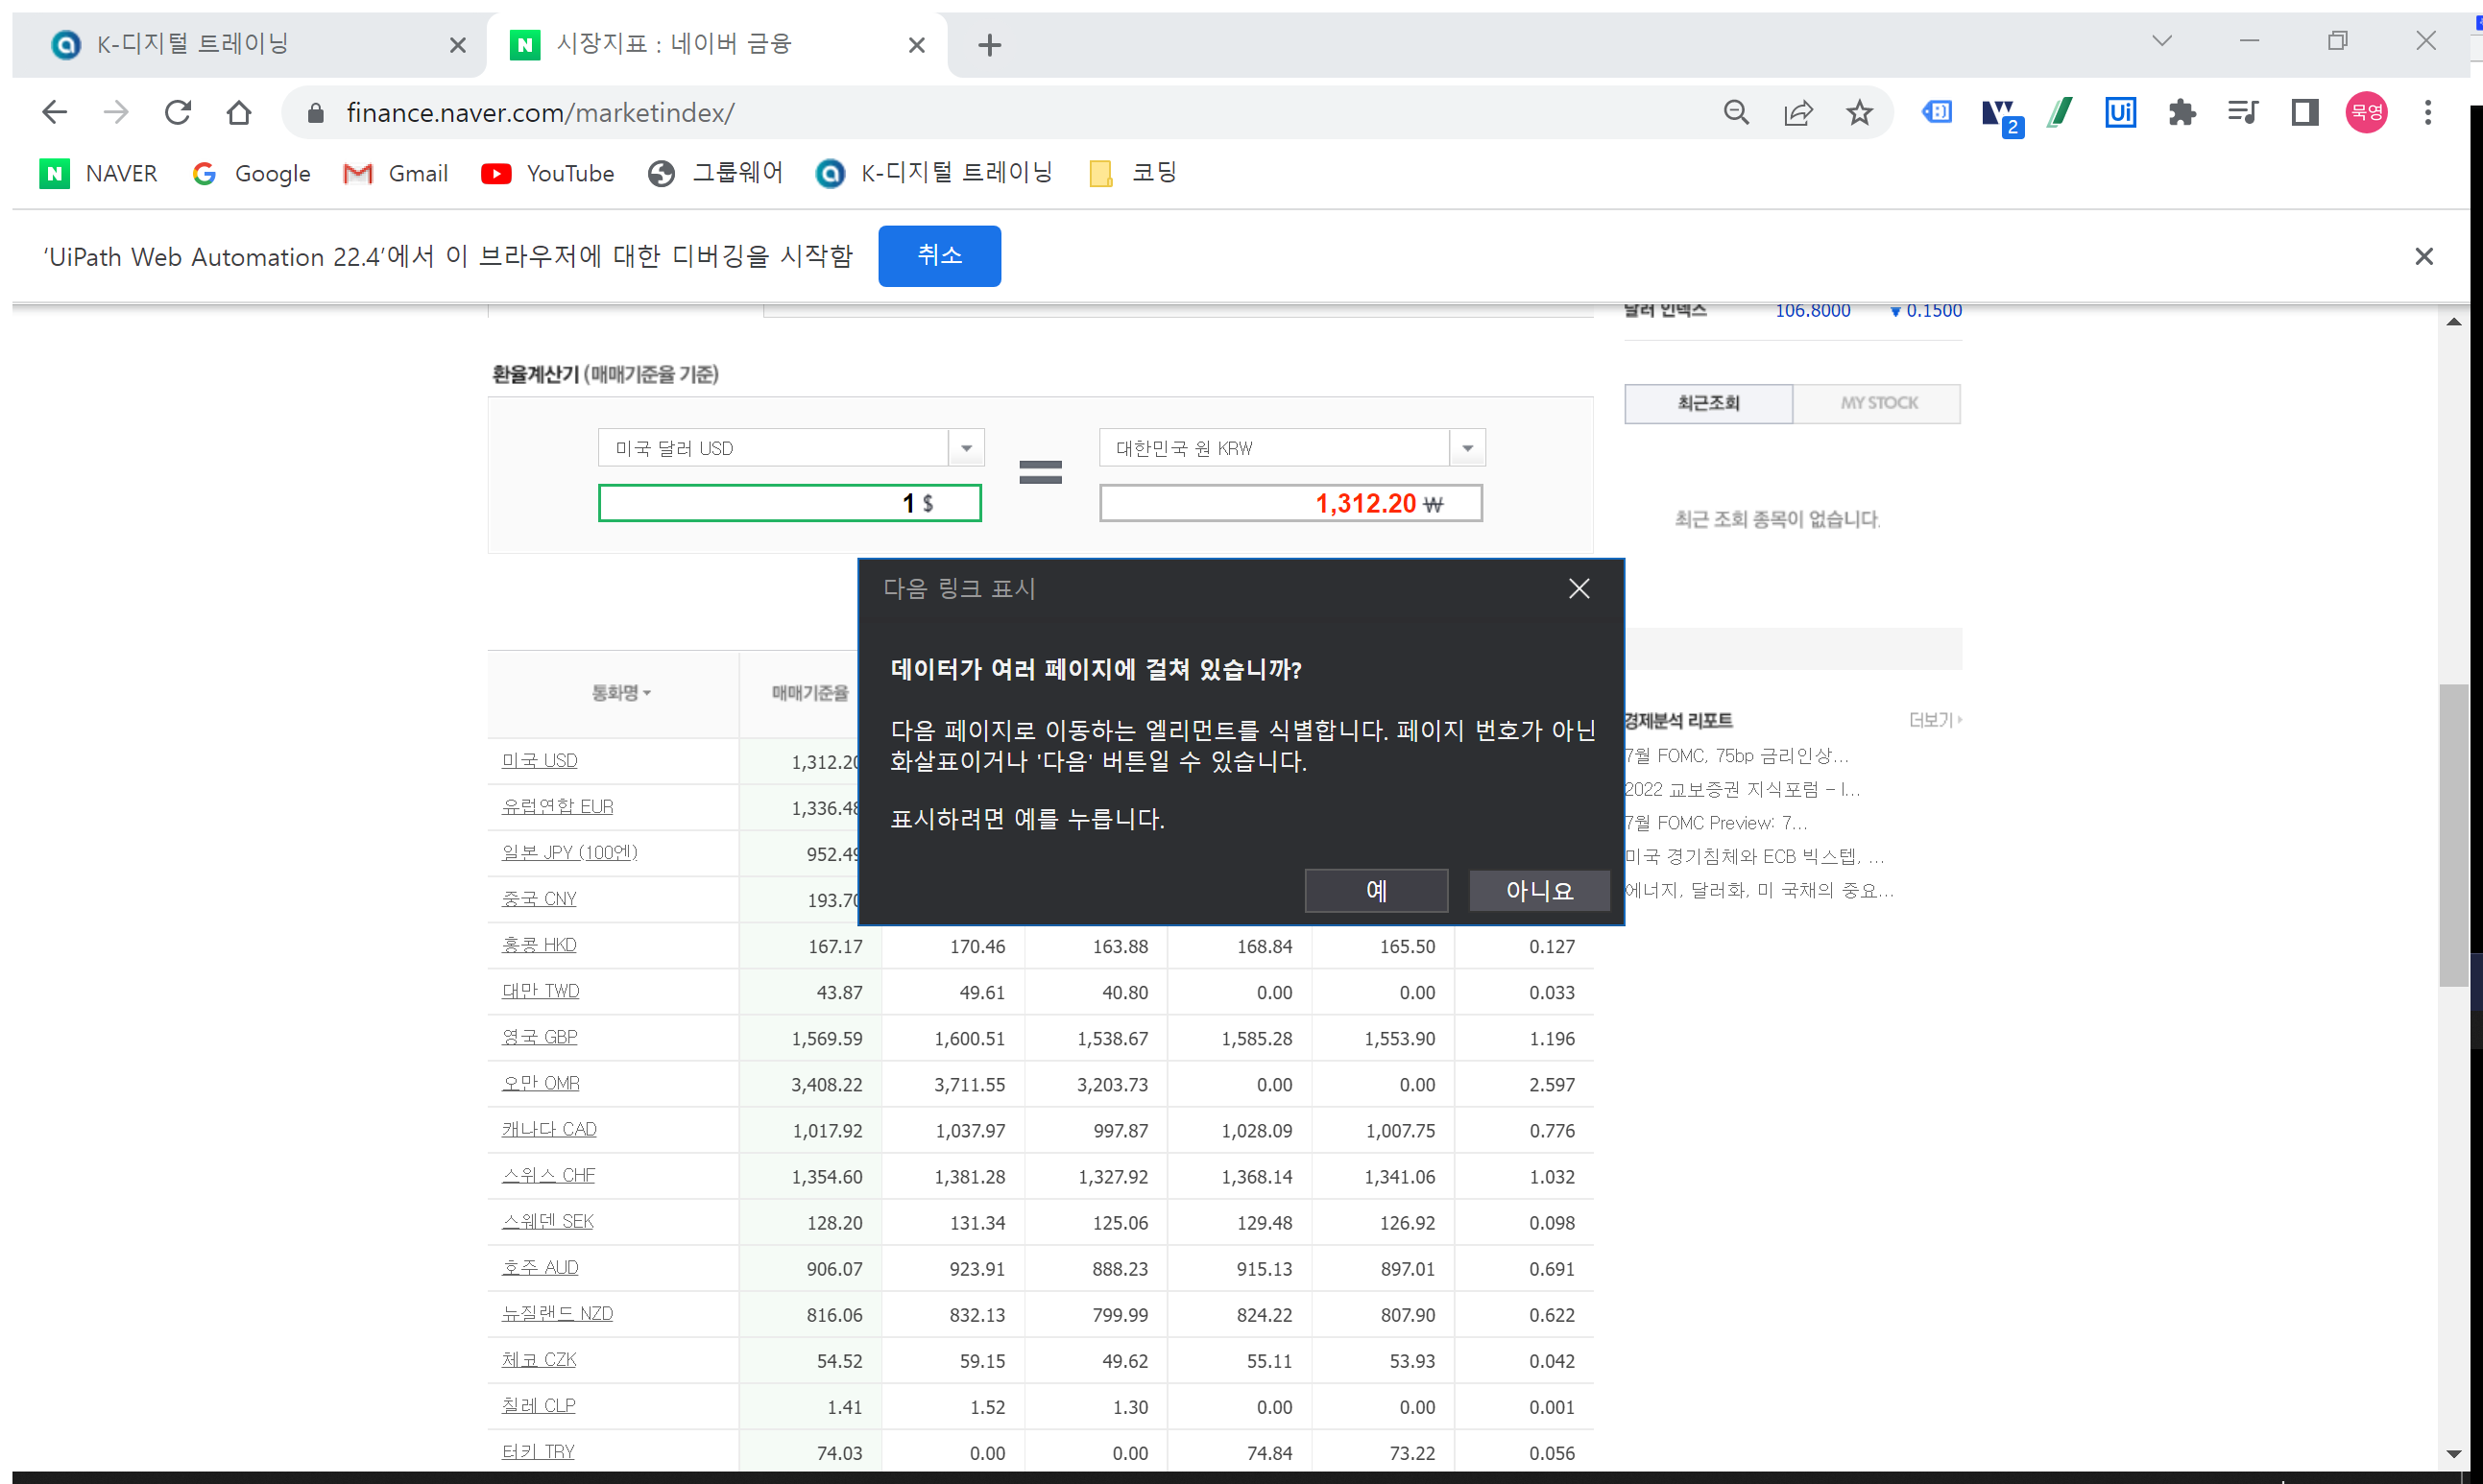 K-디지털 트레이닝
시장지표 : 네이버 금융
finance.naver.com/marketindex/
2
Ui
묵영
NAVER Google Gmail YouTube 그룹웨어 K-디지털 트레이닝 코딩
'UiPath Web Automation 22.4'에서 이 브라우저에 대한 디버깅을 시작함 취소
달러 인덱스 106.8000 ▼ 0.1500
환율계산기 (매매기준율 기준)
최근조회 MY STOCK
미국 달러 USD 대한민국 원 KRW
1 $ = 1,312.20 ₩
최근 조회 종목이 없습니다.
다음 링크 표시
데이터가 여러 페이지에 걸쳐 있습니까?
다음 페이지로 이동하는 엘리먼트를 식별합니다. 페이지 번호가 아닌
화살표이거나 '다음' 버튼일 수 있습니다.
표시하려면 예를 누릅니다.
예 아니요
경제분석 리포트 더보기
7월 FOMC, 75bp 금리인상...
2022 교보증권 지식포럼 – I...
7월 FOMC Preview: 7...
미국 경기침체와 ECB 빅스텝, ...
에너지, 달러화, 미 국채의 중요...
통화명 매매기준율
미국 USD 1,312.20
유럽연합 EUR 1,336.48
일본 JPY (100엔) 952.49
중국 CNY 193.70
홍콩 HKD 167.17 170.46 163.88 168.84 165.50 0.127
대만 TWD 43.87 49.61 40.80 0.00 0.00 0.033
영국 GBP 1,569.59 1,600.51 1,538.67 1,585.28 1,553.90 1.196
오만 OMR 3,408.22 3,711.55 3,203.73 0.00 0.00 2.597
캐나다 CAD 1,017.92 1,037.97 997.87 1,028.09 1,007.75 0.776
스위스 CHF 1,354.60 1,381.28 1,327.92 1,368.14 1,341.06 1.032
스웨덴 SEK 128.20 131.34 125.06 129.48 126.92 0.098
호주 AUD 906.07 923.91 888.23 915.13 897.01 0.691
뉴질랜드 NZD 816.06 832.13 799.99 824.22 807.90 0.622
체코 CZK 54.52 59.15 49.62 55.11 53.93 0.042
칠레 CLP 1.41 1.52 1.30 0.00 0.00 0.001
터키 TRY 74.03 0.00 0.00 74.84 73.22 0.056